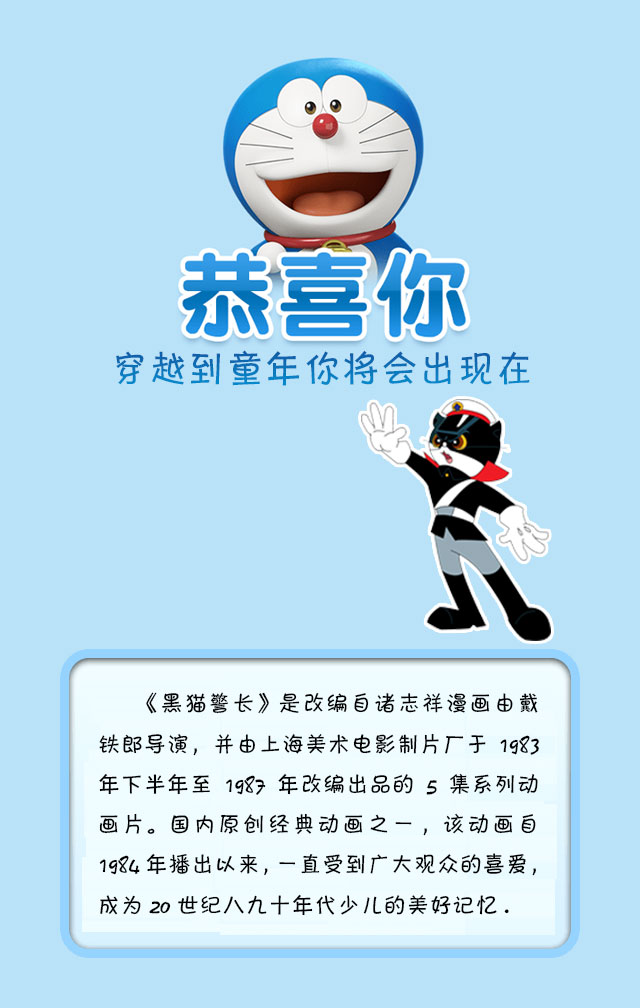 恭喜你
穿越到童年你将会出现在
《黑猫警长》是改编自诸志祥漫画由戴
铁郎导演，并由上海美术电影制片厂于 1983
年下半年至 1987 年改编出品的 5 集系列动
画片。国内原创经典动画之一，该动画自
1984年播出以来，一直受到广大观众的喜爱，
成为 20 世纪八九十年代少儿的美好记忆.